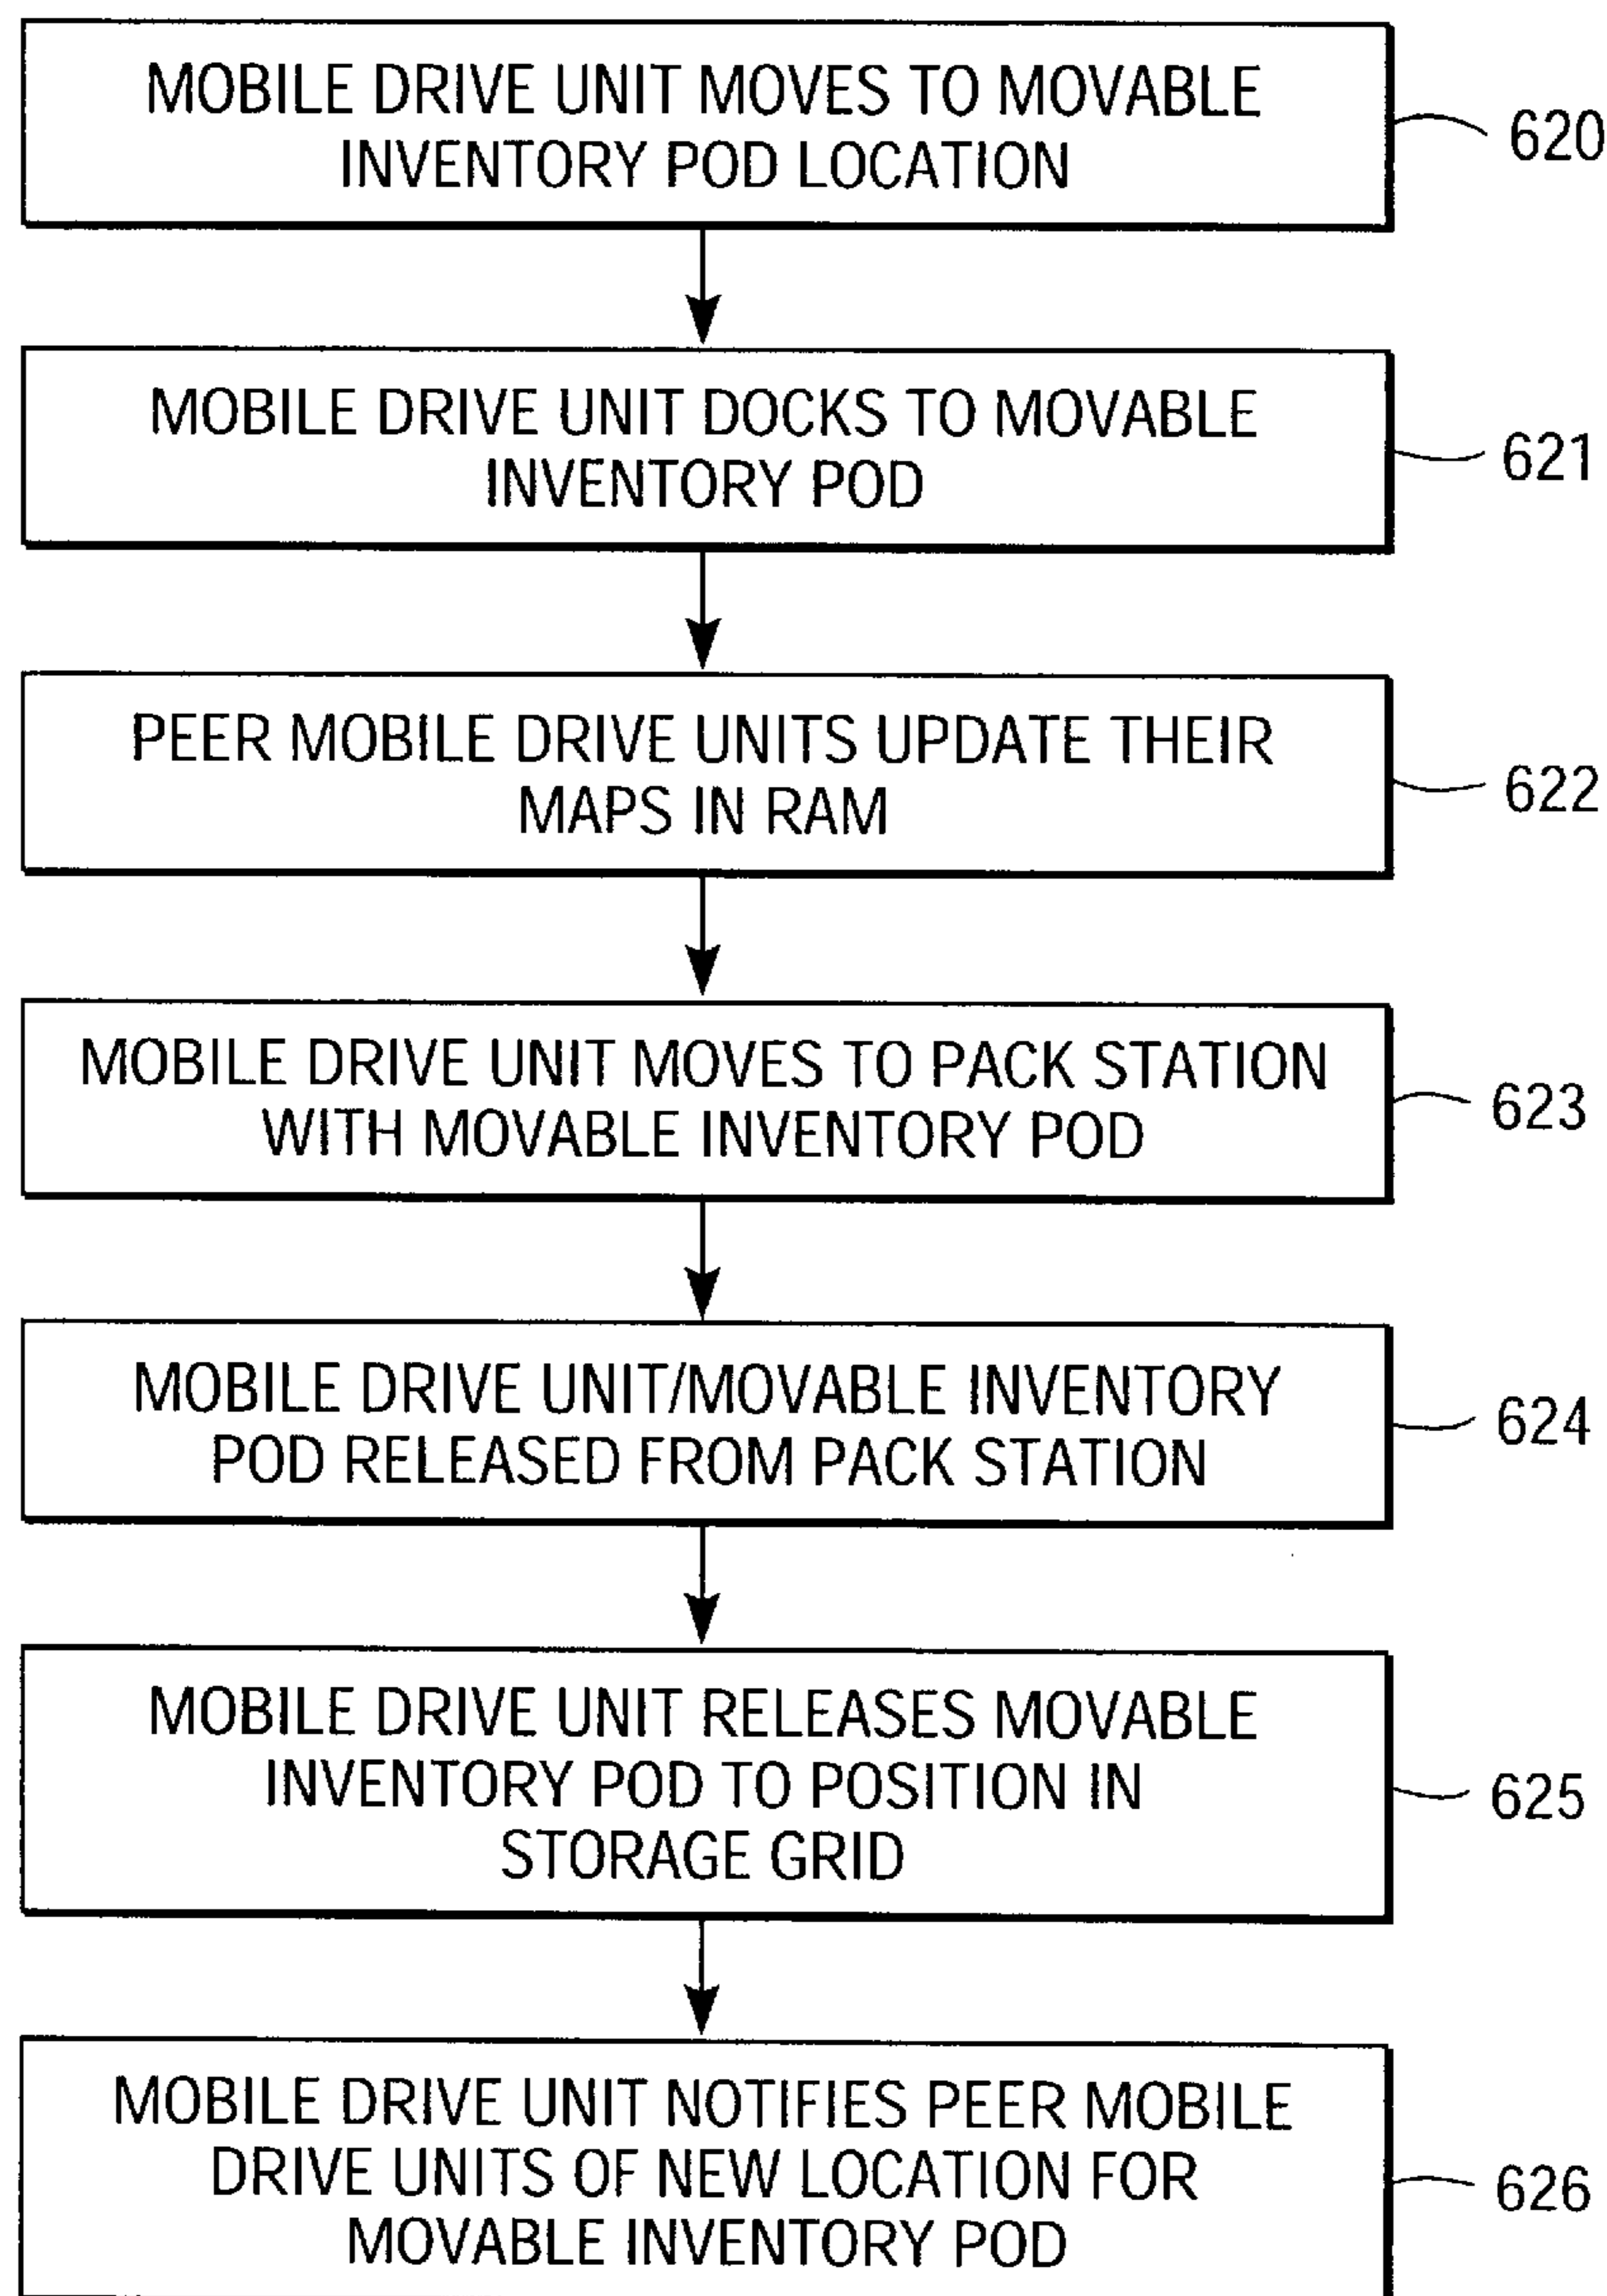 MOBILE DRIVE UNIT MOVES TO MOVABLE
INVENTORY POD LOCATION
620
MOBILE DRIVE UNIT DOCKS TO MOVABLE
INVENTORY POD
621
PEER MOBILE DRIVE UNITS UPDATE THEIR
MAPS IN RAM
622
MOBILE DRIVE UNIT MOVES TO PACK STATION
WITH MOVABLE INVENTORY POD
623
MOBILE DRIVE UNIT/MOVABLE INVENTORY
POD RELEASED FROM PACK STATION
624
MOBILE DRIVE UNIT RELEASES MOVABLE
INVENTORY POD TO POSITION IN
STORAGE GRID
625
MOBILE DRIVE UNIT NOTIFIES PEER MOBILE
DRIVE UNITS OF NEW LOCATION FOR
MOVABLE INVENTORY POD
626